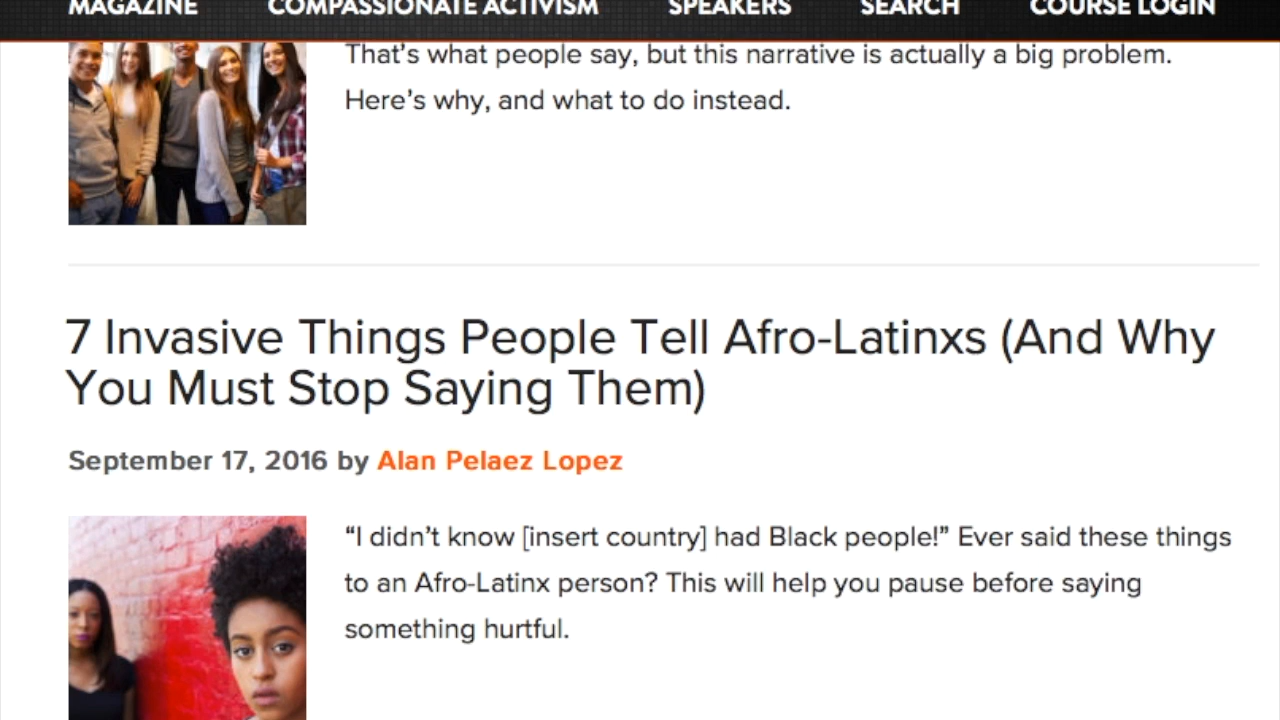 MAGAZINE COMPASSIONATE ACTIVISM SPEAKERS SEARCH COURSE LOGIN
That’s what people say, but this narrative is actually a big problem.
Here’s why, and what to do instead.
7 Invasive Things People Tell Afro-Latinxs (And Why
You Must Stop Saying Them)
September 17, 2016 by Alan Pelaez Lopez
“I didn’t know [insert country] had Black people!” Ever said these things
to an Afro-Latinx person? This will help you pause before saying
something hurtful.